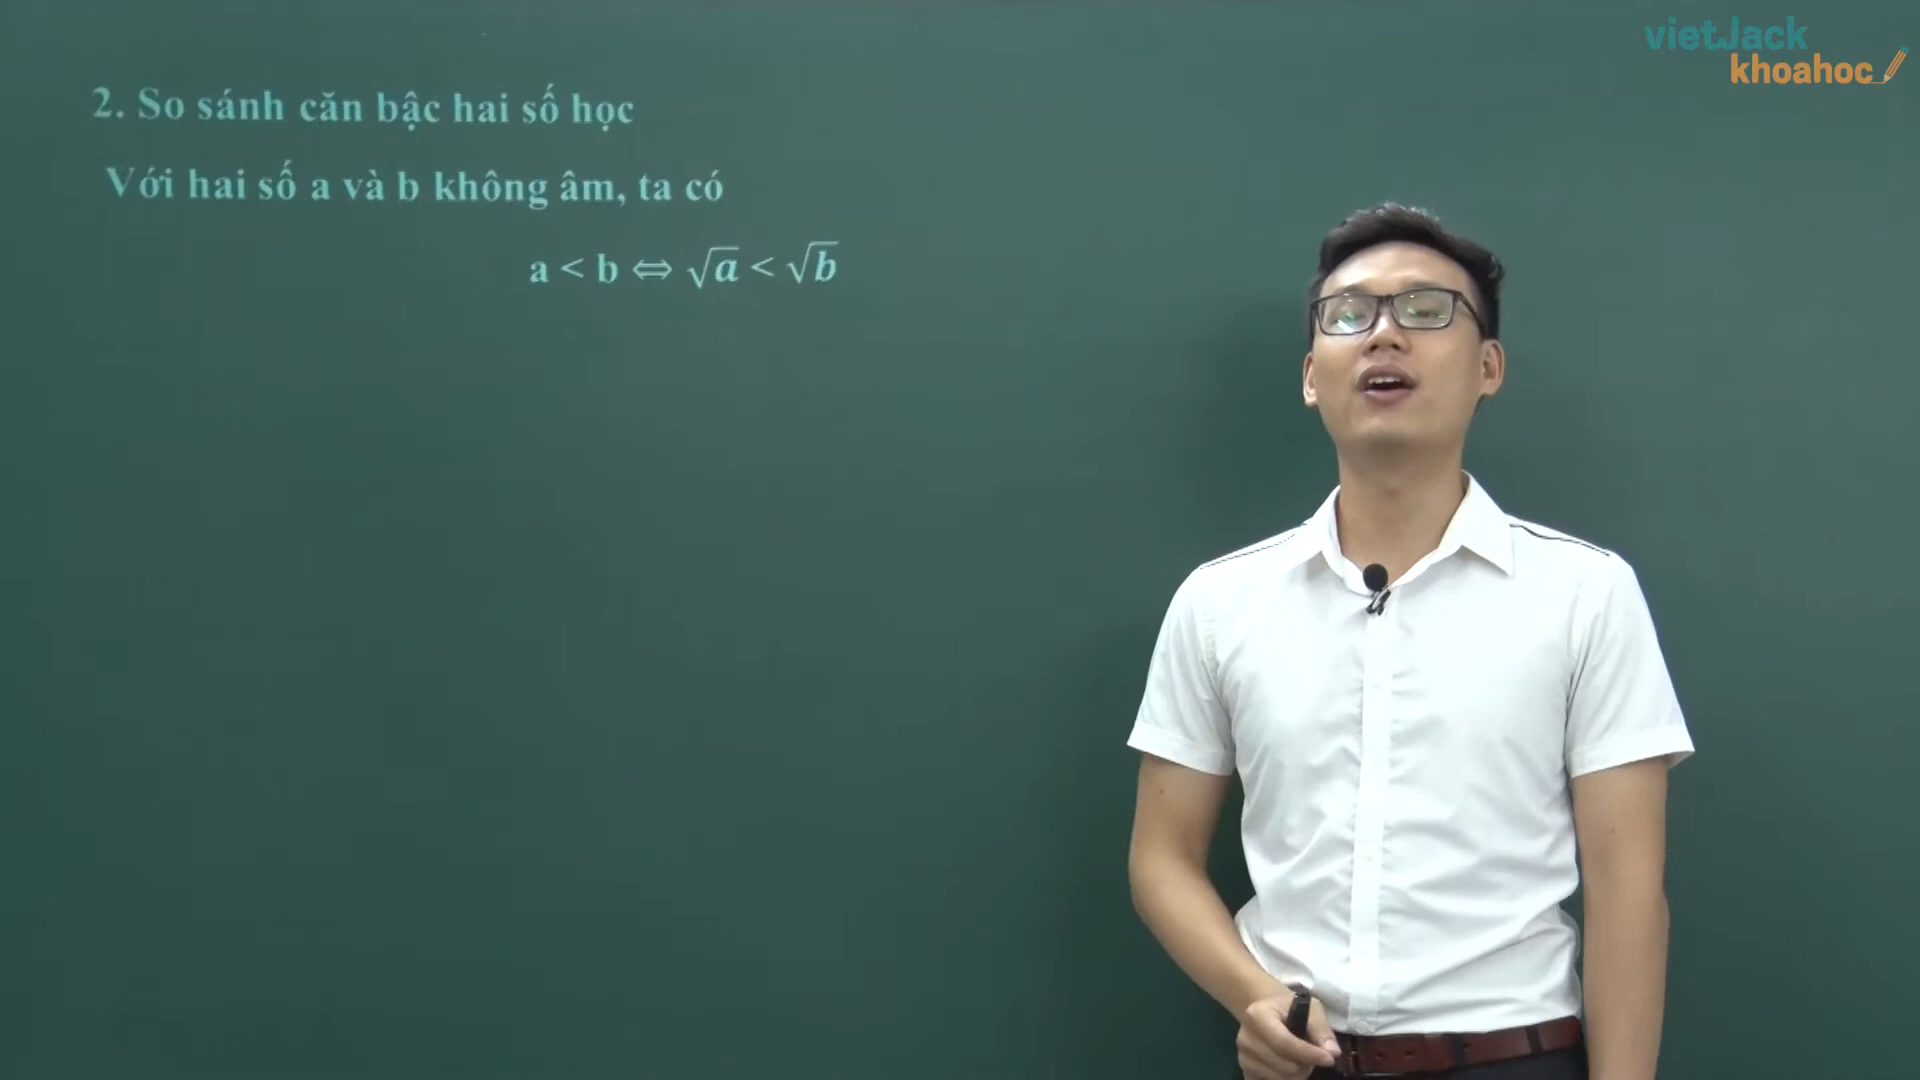 vietJack
khoahoc
2. So sánh căn bậc hai số học
Với hai số a và b không âm, ta có
a < b ⇔ √a < √b